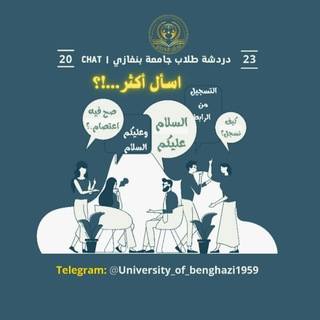 20 دردشة طلاب جامعة بنغازي | CHAT 23
اسأل أكثر...!؟
التسجيل
من
الرابط
كيف
نسجل؟
صح فيه
اعتصام..؟
السلام
عليكم
وعليكم
السلام
Telegram: @University_of_benghazi1959